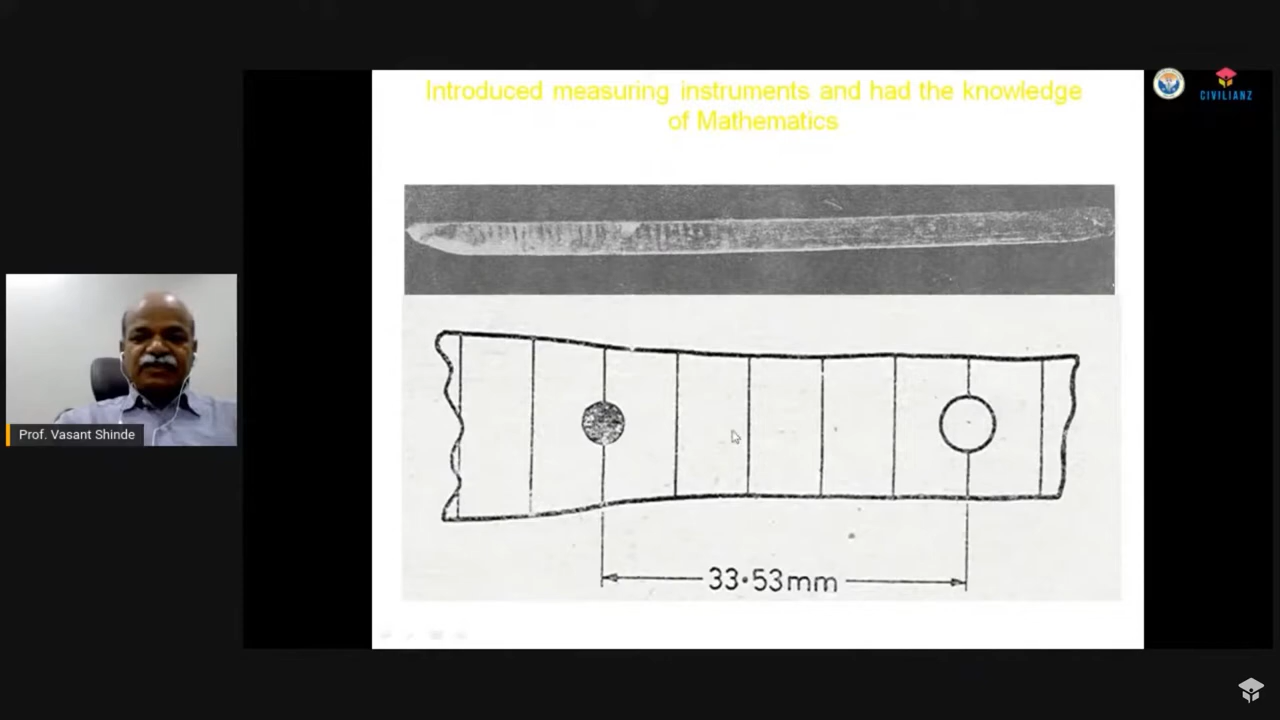 Introduced measuring instruments and had the knowledge
of Mathematics
CIVILIANZ
Prof. Vasant Shinde
33·53mm